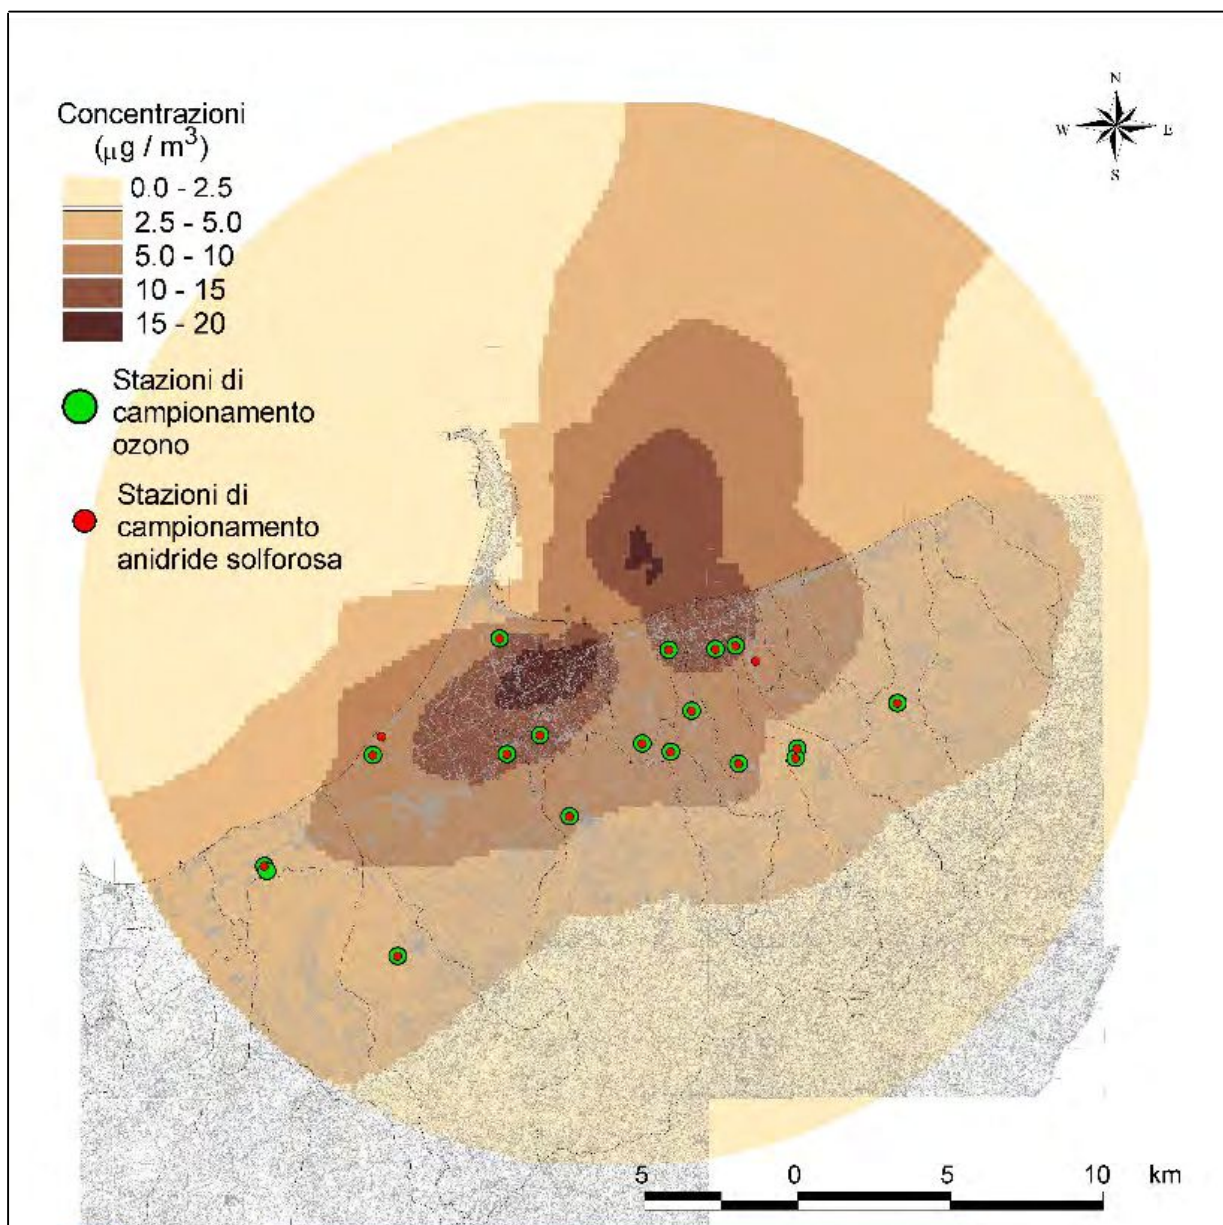 Concentrazioni
(μg / m³)
0.0 - 2.5
2.5 - 5.0
5.0 - 10
10 - 15
15 - 20
Stazioni di
campionamento
ozono
Stazioni di
campionamento
anidride solforosa
N
W E
S
5 0 5 10 km